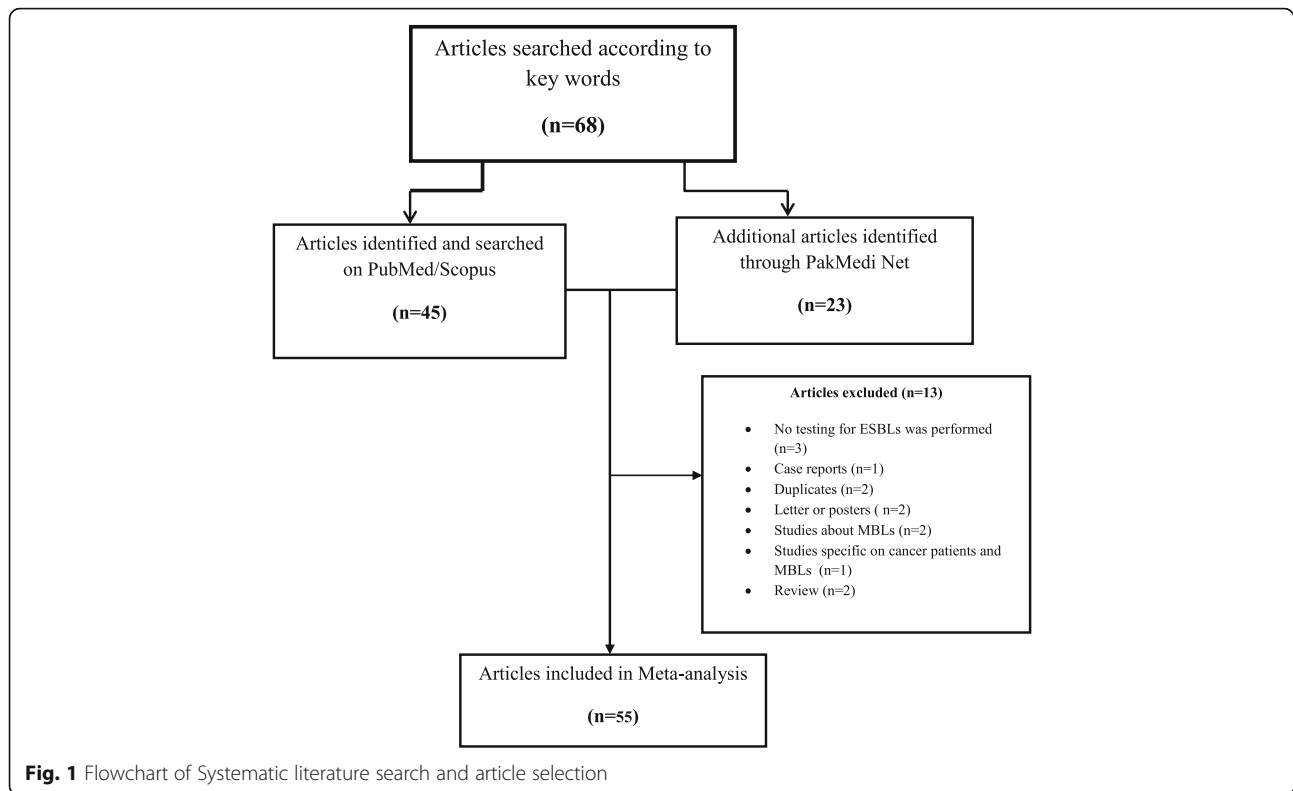 Articles searched according to
key words
(n=68)
Articles identified and searched
on PubMed/Scopus
(n=45)
Additional articles identified
through PakMedi Net
(n=23)
Articles excluded (n=13)
• No testing for ESBLs was performed
(n=3)
• Case reports (n=1)
• Duplicates (n=2)
• Letter or posters ( n=2)
• Studies about MBLs (n=2)
• Studies specific on cancer patients and
MBLs (n=1)
• Review (n=2)
Articles included in Meta-analysis
(n=55)
Fig. 1 Flowchart of Systematic literature search and article selection